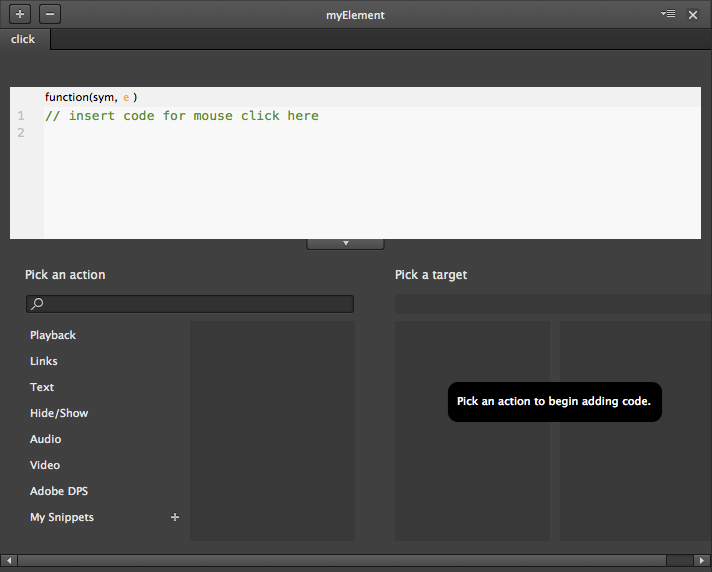 myElement
click
function(sym, e )
1 // insert code for mouse click here
2
Pick an action
Pick a target
Playback
Links
Text
Hide/Show
Audio
Video
Adobe DPS
My Snippets +
Pick an action to begin adding code.